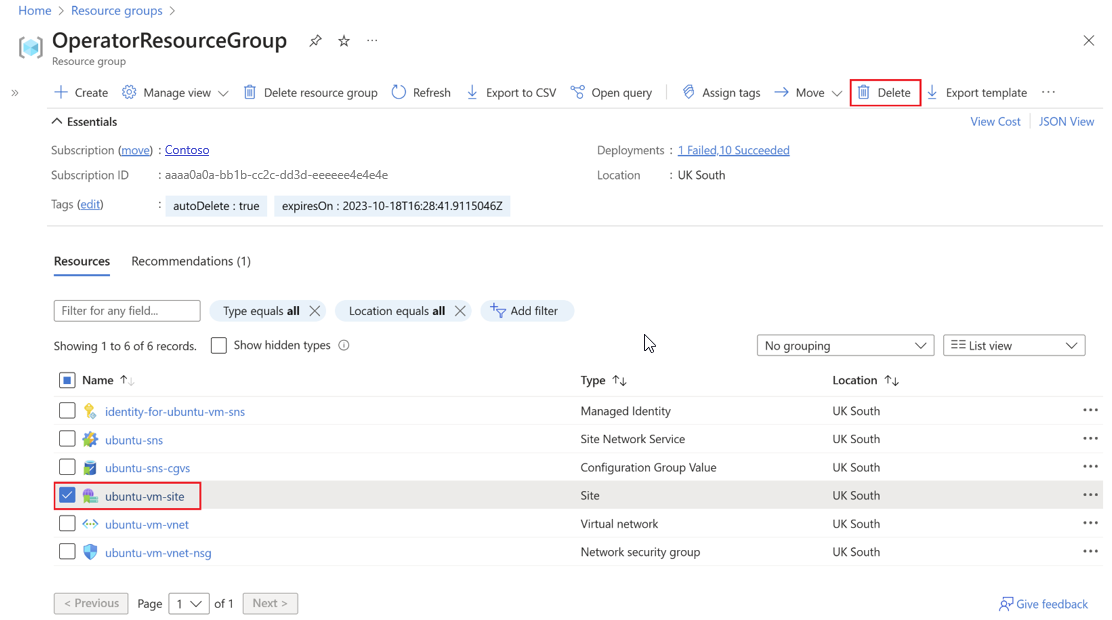 Home > Resource groups >
OperatorResourceGroup
Resource group
Create Manage view Delete resource group Refresh Export to CSV Open query Assign tags Move Delete Export template
Essentials
View Cost JSON View
Subscription (move) : Contoso
Deployments : 1 Failed,10 Succeeded
Subscription ID : aaaa0a0a-bb1b-cc2c-dd3d-eeeeee4e4e4e
Location : UK South
Tags (edit) : autoDelete : true expiresOn : 2023-10-18T16:28:41.9115046Z
Resources Recommendations (1)
Filter for any field... Type equals all Location equals all Add filter
Showing 1 to 6 of 6 records. Show hidden types No grouping List view
Name Type Location
identity-for-ubuntu-vm-sns Managed Identity UK South
ubuntu-sns Site Network Service UK South
ubuntu-sns-cgvs Configuration Group Value UK South
ubuntu-vm-site Site UK South
ubuntu-vm-vnet Virtual network UK South
ubuntu-vm-vnet-nsg Network security group UK South
< Previous Page 1 of 1 Next > Give feedback